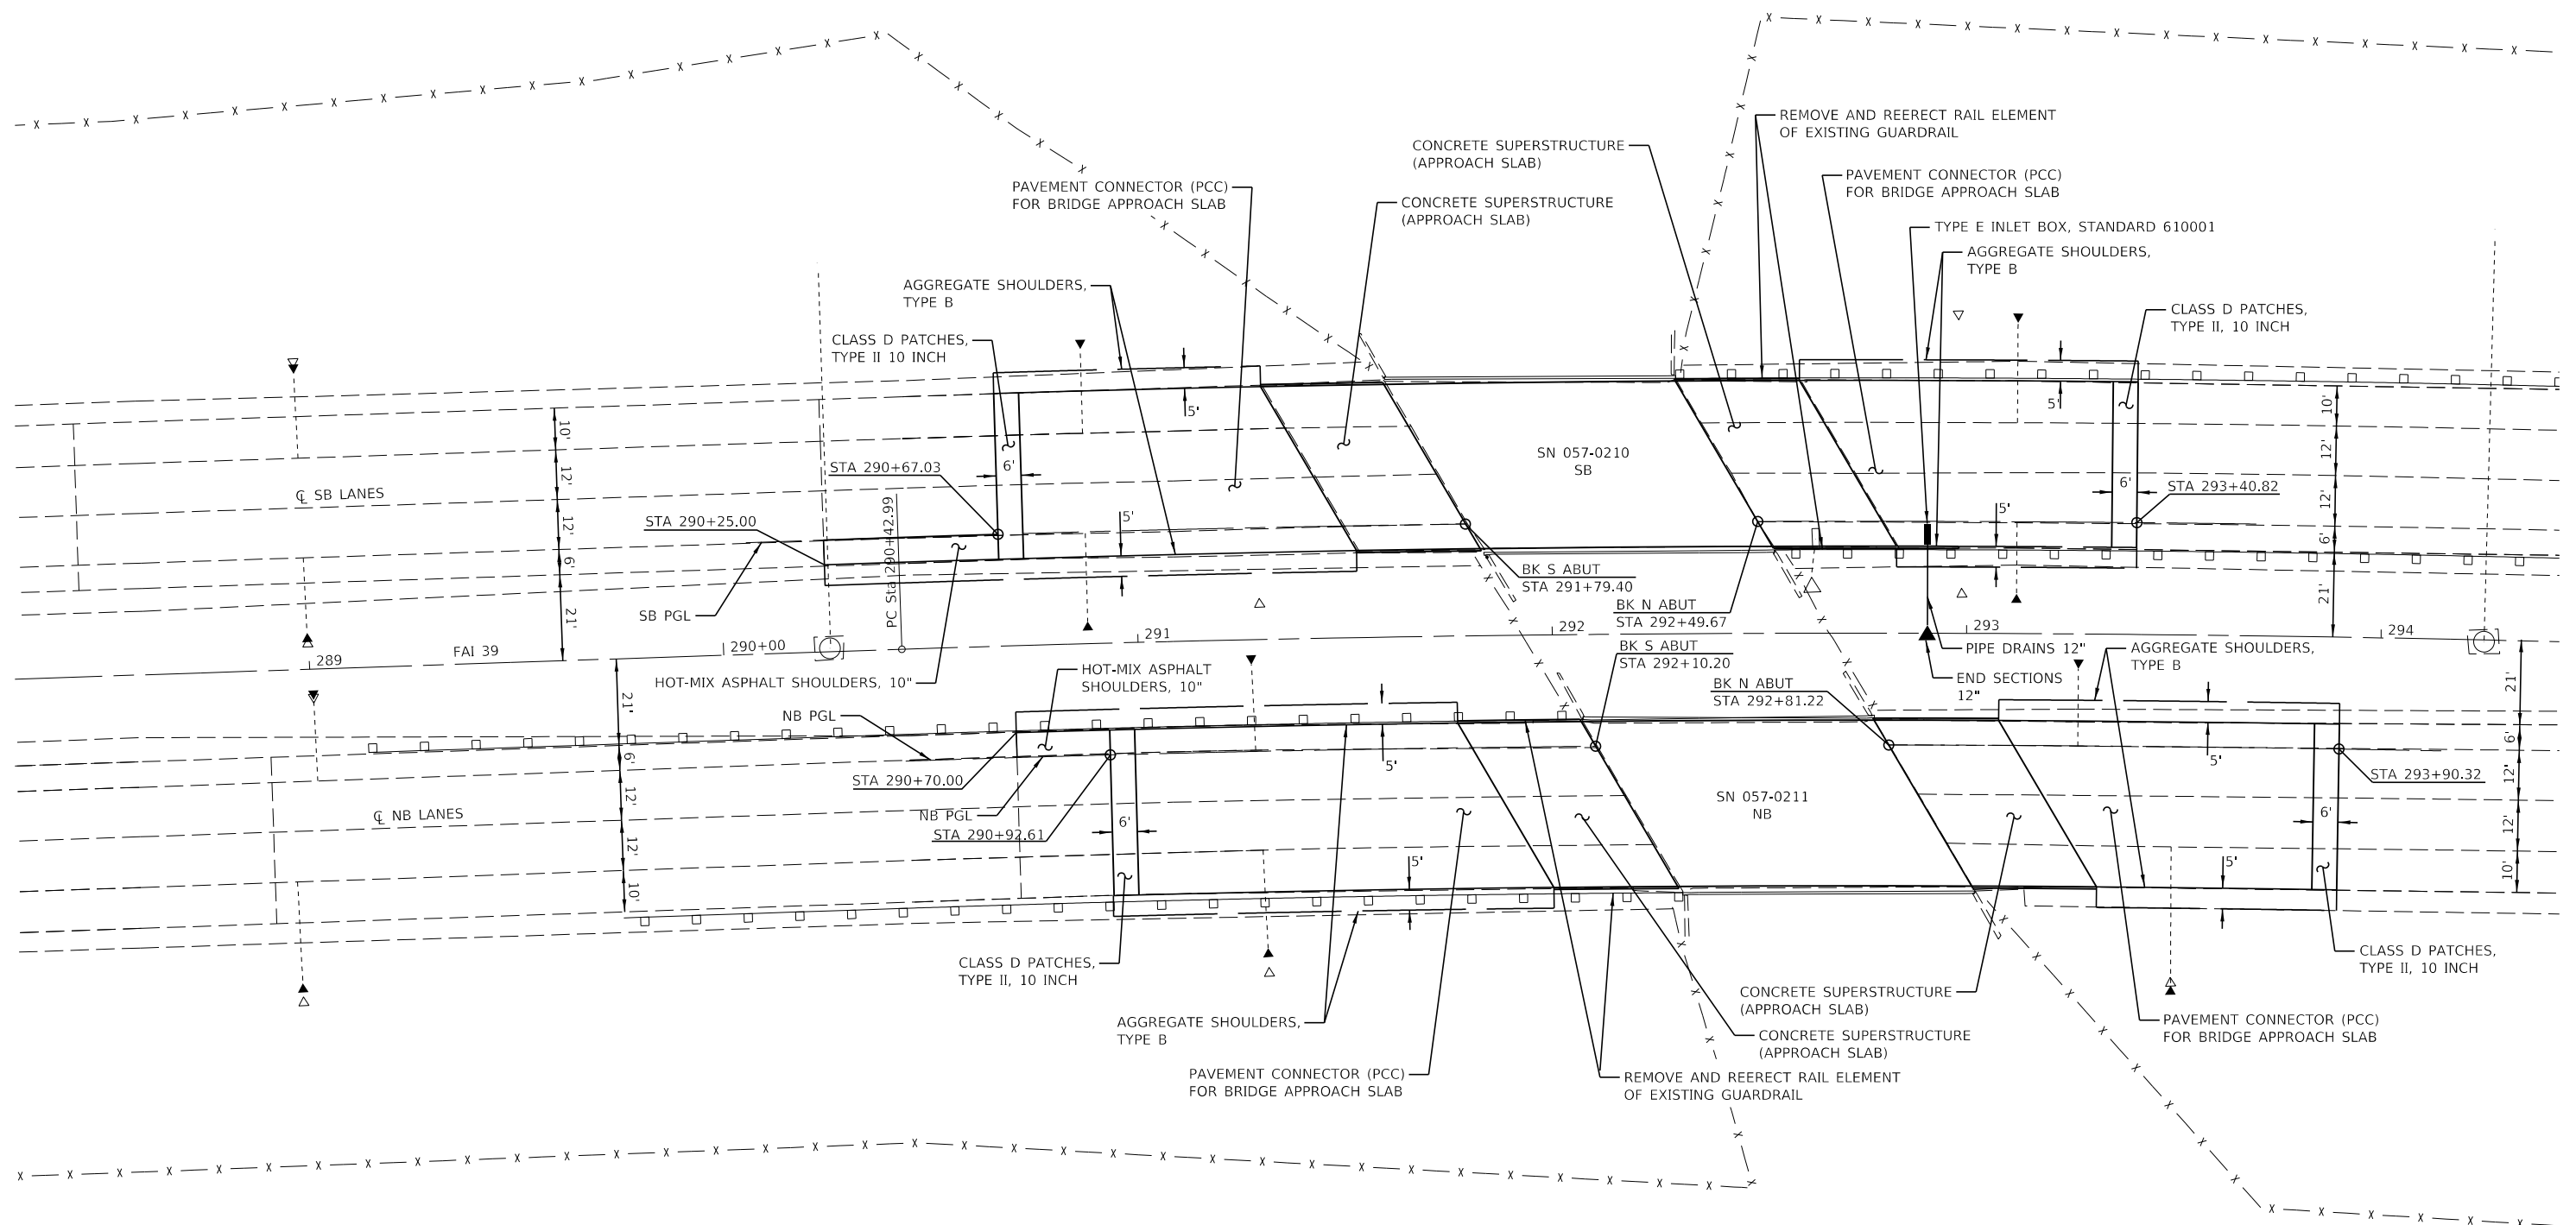 REMOVE AND REERECT RAIL ELEMENT
OF EXISTING GUARDRAIL
CONCRETE SUPERSTRUCTURE
(APPROACH SLAB)
PAVEMENT CONNECTOR (PCC)
FOR BRIDGE APPROACH SLAB
CONCRETE SUPERSTRUCTURE
(APPROACH SLAB)
PAVEMENT CONNECTOR (PCC)
FOR BRIDGE APPROACH SLAB
TYPE E INLET BOX, STANDARD 610001
AGGREGATE SHOULDERS,
TYPE B
AGGREGATE SHOULDERS,
TYPE B
CLASS D PATCHES,
TYPE II, 10 INCH
CLASS D PATCHES,
TYPE II 10 INCH
5'
5'
10'
12'
12'
6'
21'
10'
12'
12'
6'
21'
6'
6'
SN 057-0210
SB
STA 290+67.03
STA 293+40.82
℄ SB LANES
STA 290+25.00
PC Sta 290+42.99
5'
5'
BK S ABUT
STA 291+79.40
BK N ABUT
STA 292+49.67
SB PGL
289
FAI 39
290+00
291
292
293
294
BK S ABUT
STA 292+10.20
PIPE DRAINS 12"
AGGREGATE SHOULDERS,
TYPE B
HOT-MIX ASPHALT SHOULDERS, 10"
HOT-MIX ASPHALT
SHOULDERS, 10"
BK N ABUT
STA 292+81.22
END SECTIONS
12"
21'
6'
12'
12'
10'
21'
6'
12'
12'
10'
NB PGL
5'
5'
STA 290+70.00
STA 293+90.32
℄ NB LANES
NB PGL
STA 290+92.61
6'
6'
SN 057-0211
NB
5'
5'
CLASS D PATCHES,
TYPE II, 10 INCH
CLASS D PATCHES,
TYPE II, 10 INCH
CONCRETE SUPERSTRUCTURE
(APPROACH SLAB)
AGGREGATE SHOULDERS,
TYPE B
PAVEMENT CONNECTOR (PCC)
FOR BRIDGE APPROACH SLAB
CONCRETE SUPERSTRUCTURE
(APPROACH SLAB)
PAVEMENT CONNECTOR (PCC)
FOR BRIDGE APPROACH SLAB
REMOVE AND REERECT RAIL ELEMENT
OF EXISTING GUARDRAIL